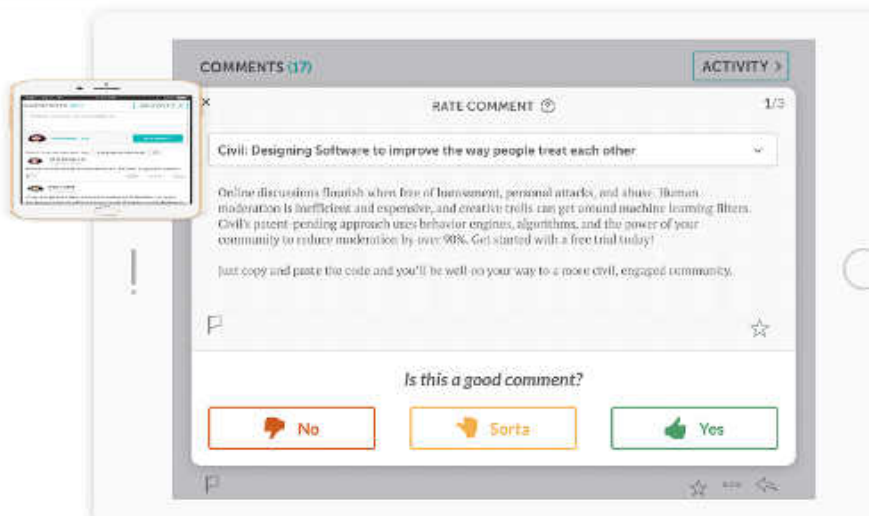 COMMENTS (17)
ACTIVITY >
×
RATE COMMENT ?
1/3
Civil: Designing Software to improve the way people treat each other
Online discussions flourish when free of harassment, personal attacks, and abuse. Human
moderation is inefficient and expensive, and creative trolls can get around machine learning filters.
Civil's patent-pending approach uses behavior engines, algorithms, and the power of your
community to reduce moderation by over 90%. Get started with a free trial today!
Just copy and paste the code and you'll be well on your way to a more civil, engaged community.
Is this a good comment?
No
Sorta
Yes